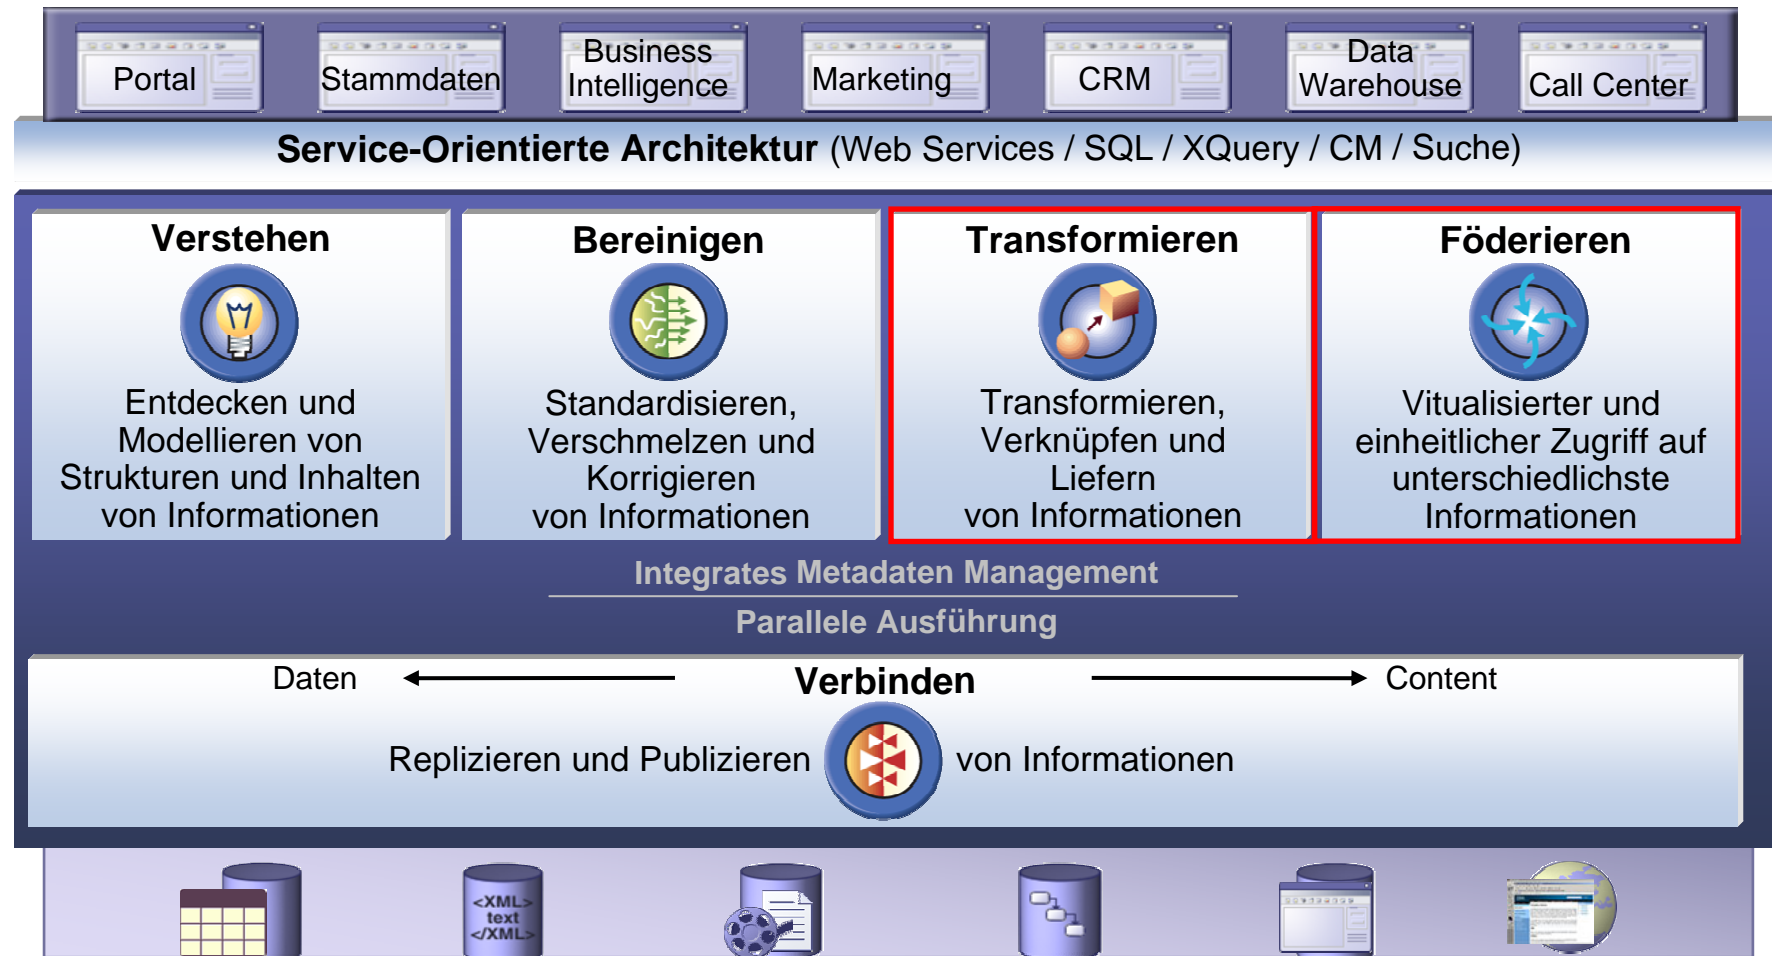 Portal
Stammdaten
Business
Intelligence
Marketing
CRM
Data
Warehouse
Call Center
Service-Orientierte Architektur (Web Services / SQL / XQuery / CM / Suche)
Verstehen
Entdecken und
Modellieren von
Strukturen und Inhalten
von Informationen
Bereinigen
Standardisieren,
Verschmelzen und
Korrigieren
von Informationen
Transformieren
Transformieren,
Verknüpfen und
Liefern
von Informationen
Föderieren
Vitualisierter und
einheitlicher Zugriff auf
unterschiedlichste
Informationen
Integrates Metadaten Management
Parallele Ausführung
Daten
Verbinden
Content
Replizieren und Publizieren von Informationen
<XML>
text
</XML>